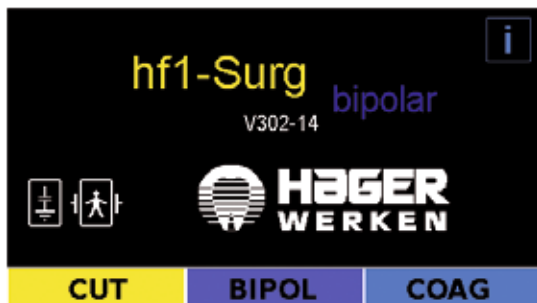 i
hf1-Surg
bipolar
V302-14
HAGER
WERKEN
CUT BIPOL COAG